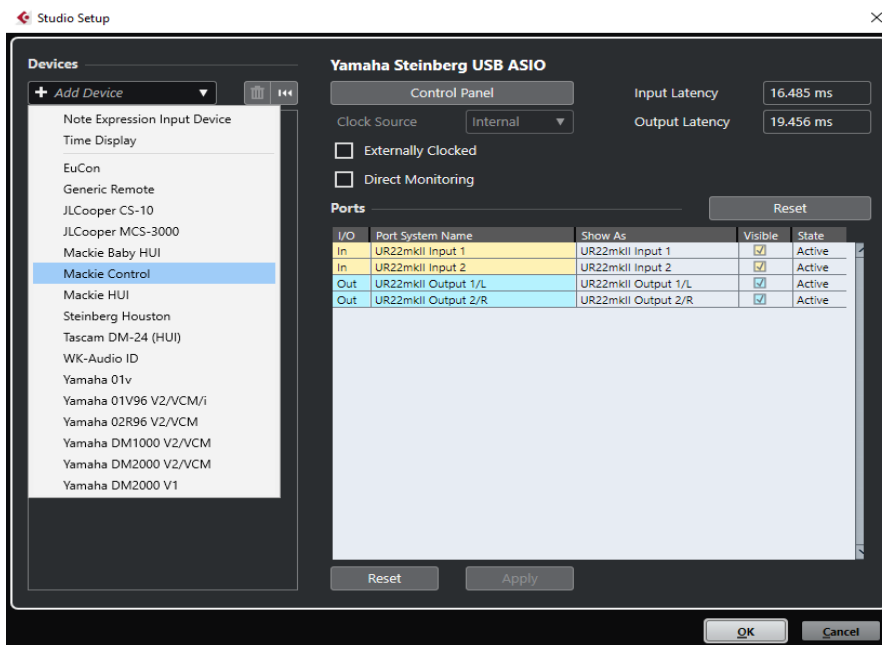 Studio Setup
Devices
Add Device
Note Expression Input Device
Time Display
EuCon
Generic Remote
JLCooper CS-10
JLCooper MCS-3000
Mackie Baby HUI
Mackie Control
Mackie HUI
Steinberg Houston
Tascam DM-24 (HUI)
WK-Audio ID
Yamaha 01v
Yamaha 01V96 V2/VCM/i
Yamaha 02R96 V2/VCM
Yamaha DM1000 V2/VCM
Yamaha DM2000 V2/VCM
Yamaha DM2000 V1
Yamaha Steinberg USB ASIO
Control Panel Input Latency 16.485 ms
Clock Source Internal Output Latency 19.456 ms
Externally Clocked
Direct Monitoring
Ports Reset
I/O Port System Name Show As Visible State
In UR22mkII Input 1 UR22mkII Input 1 Active
In UR22mkII Input 2 UR22mkII Input 2 Active
Out UR22mkII Output 1/L UR22mkII Output 1/L Active
Out UR22mkII Output 2/R UR22mkII Output 2/R Active
Reset Apply
OK Cancel